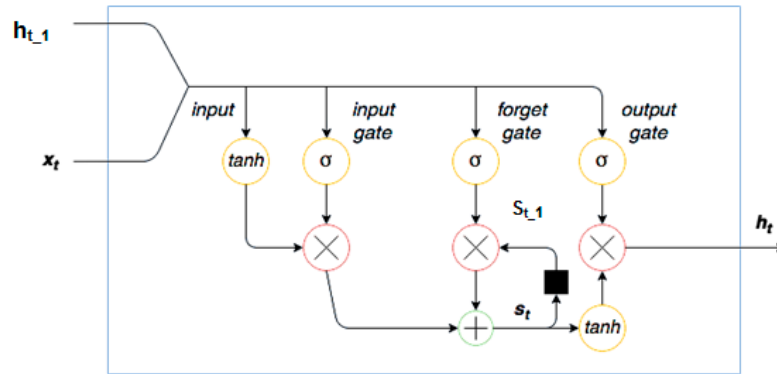 h_{t_1}
x_t
input
input
gate
forget
gate
output
gate
tanh
σ
σ
σ
S_{t_1}
h_t
s_t
tanh